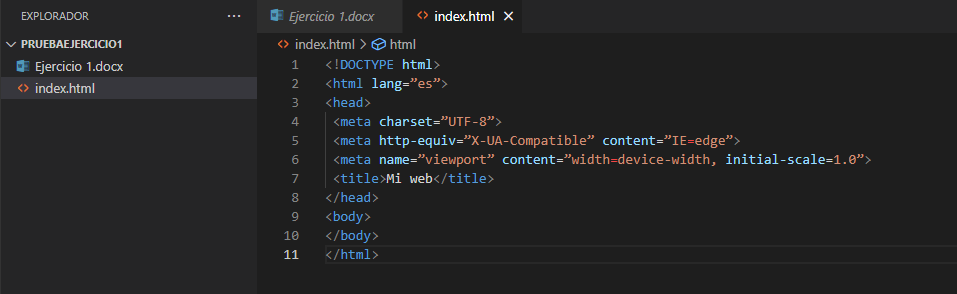 EXPLORADOR ...
PRUEBAEJERCICIO1
Ejercicio 1.docx
index.html
Ejercicio 1.docx
index.html
index.html > html
1 <!DOCTYPE html>
2 <html lang=”es”>
3 <head>
4 <meta charset=”UTF-8”>
5 <meta http-equiv=”X-UA-Compatible” content=”IE=edge”>
6 <meta name=”viewport” content=”width=device-width, initial-scale=1.0”>
7 <title>Mi web</title>
8 </head>
9 <body>
10 </body>
11 </html>